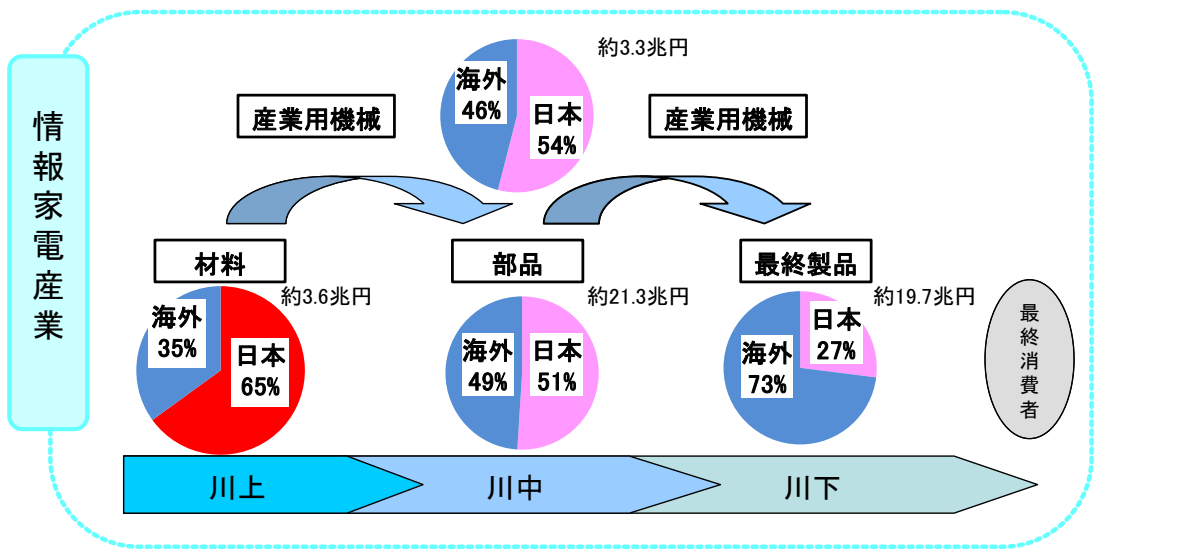 情報家電産業
約3.3兆円
海外
46%
日本
54%
産業用機械
産業用機械
材料
約3.6兆円
海外
35%
日本
65%
部品
約21.3兆円
海外
49%
日本
51%
最終製品
約19.7兆円
日本
27%
海外
73%
最終消費者
川上
川中
川下